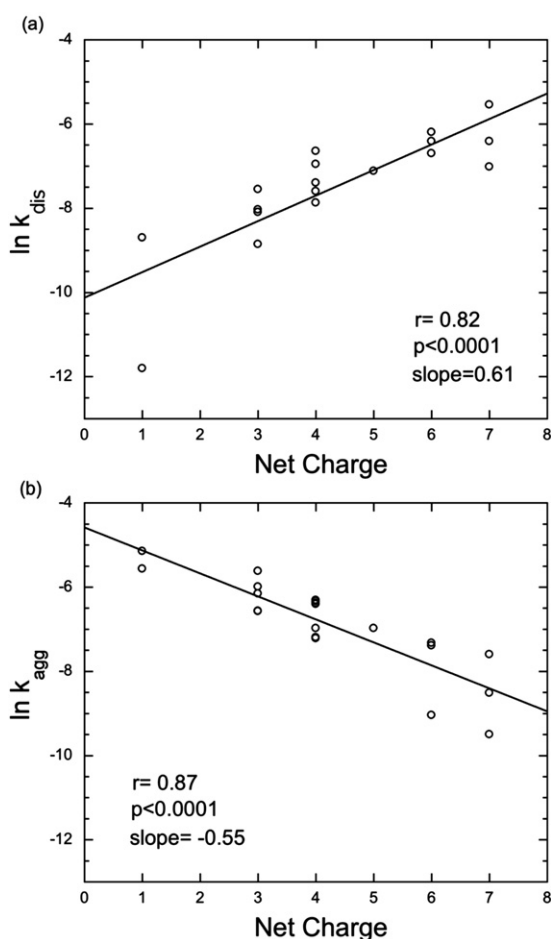 (a)
-4
-6
-8
-10
-12
ln k_dis
r= 0.82
p<0.0001
slope=0.61
0 1 2 3 4 5 6 7 8
Net Charge
(b)
-4
-6
-8
-10
-12
ln k_agg
r= 0.87
p<0.0001
slope= -0.55
0 1 2 3 4 5 6 7 8
Net Charge